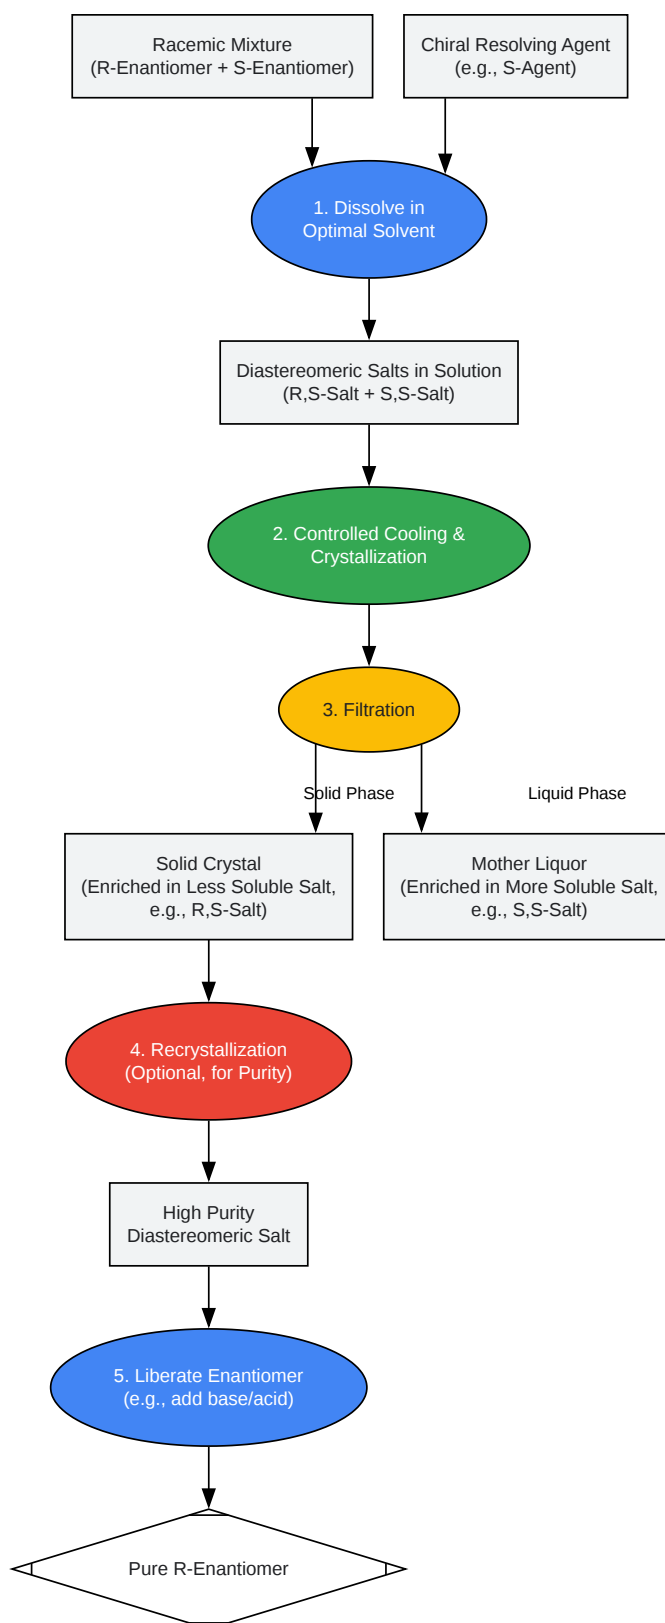 Racemic Mixture
(R-Enantiomer + S-Enantiomer)
Chiral Resolving Agent
(e.g., S-Agent)
1. Dissolve in
Optimal Solvent
Diastereomeric Salts in Solution
(R,S-Salt + S,S-Salt)
2. Controlled Cooling &
Crystallization
3. Filtration
Solid Phase
Liquid Phase
Solid Crystal
(Enriched in Less Soluble Salt,
e.g., R,S-Salt)
Mother Liquor
(Enriched in More Soluble Salt,
e.g., S,S-Salt)
4. Recrystallization
(Optional, for Purity)
High Purity
Diastereomeric Salt
5. Liberate Enantiomer
(e.g., add base/acid)
Pure R-Enantiomer